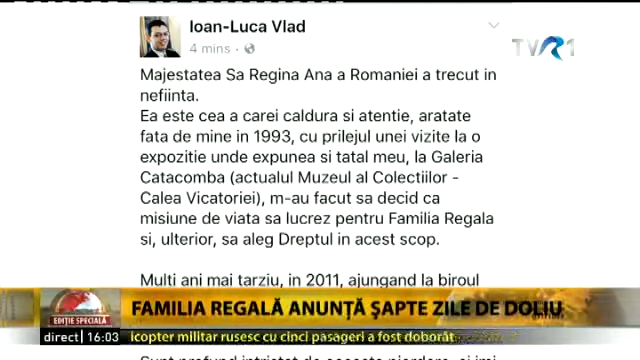 Ioan-Luca Vlad
4 mins
TVR1
Majestatea Sa Regina Ana a Romaniei a trecut in
nefiinta.
Ea este cea a carei caldura si atentie, aratate
fata de mine in 1993, cu prilejul unei vizite la o
expozitie unde expunea si tatal meu, la Galeria
Catacomba (actualul Muzeul al Colectiilor -
Calea Vicatoriei), m-au facut sa decid ca
misiune de viata sa lucrez pentru Familia Regala
si, ulterior, sa aleg Dreptul in acest scop.
Multi ani mai tarziu, in 2011, ajungand la biroul
EDIȚIE SPECIALĂ
FAMILIA REGALĂ ANUNȚĂ ȘAPTE ZILE DE DOLIU
direct 16:03
icopter militar rusesc cu cinci pasageri a fost doborât